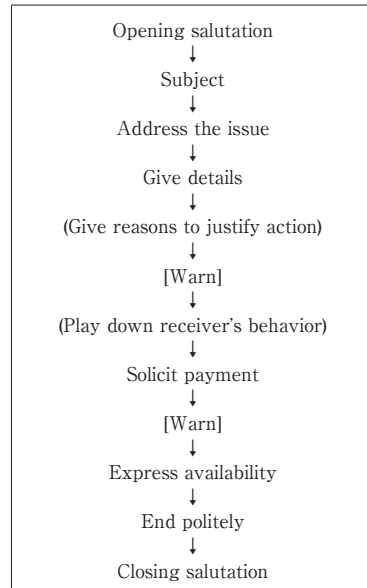 Opening salutation
↓
Subject
↓
Address the issue
↓
Give details
↓
(Give reasons to justify action)
↓
[Warn]
↓
(Play down receiver's behavior)
↓
Solicit payment
↓
[Warn]
↓
Express availability
↓
End politely
↓
Closing salutation